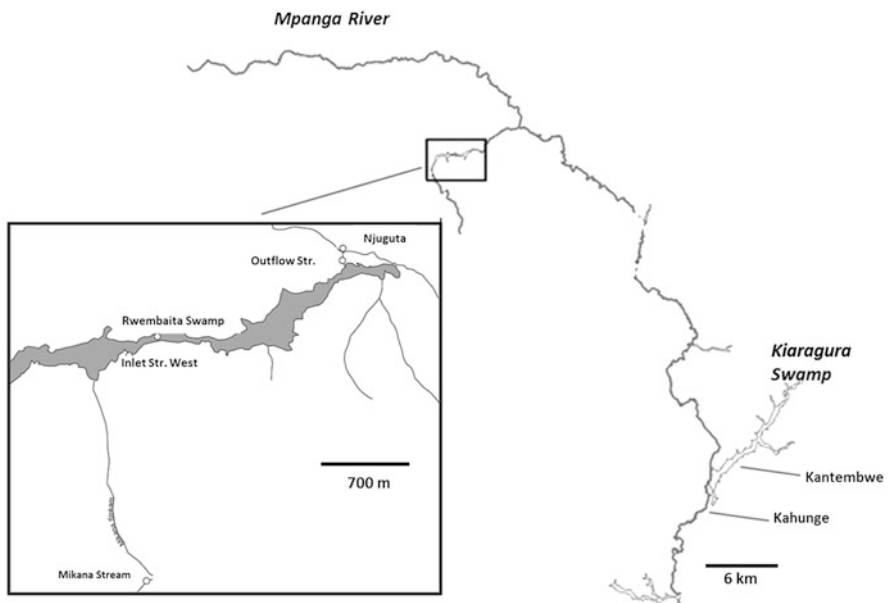 Mpanga River
Njuguta
Outflow Str.
Rwembaita Swamp
Inlet Str. West
700 m
Mikana Stream
Kiaragura
Swamp
Kantembwe
Kahunge
6 km